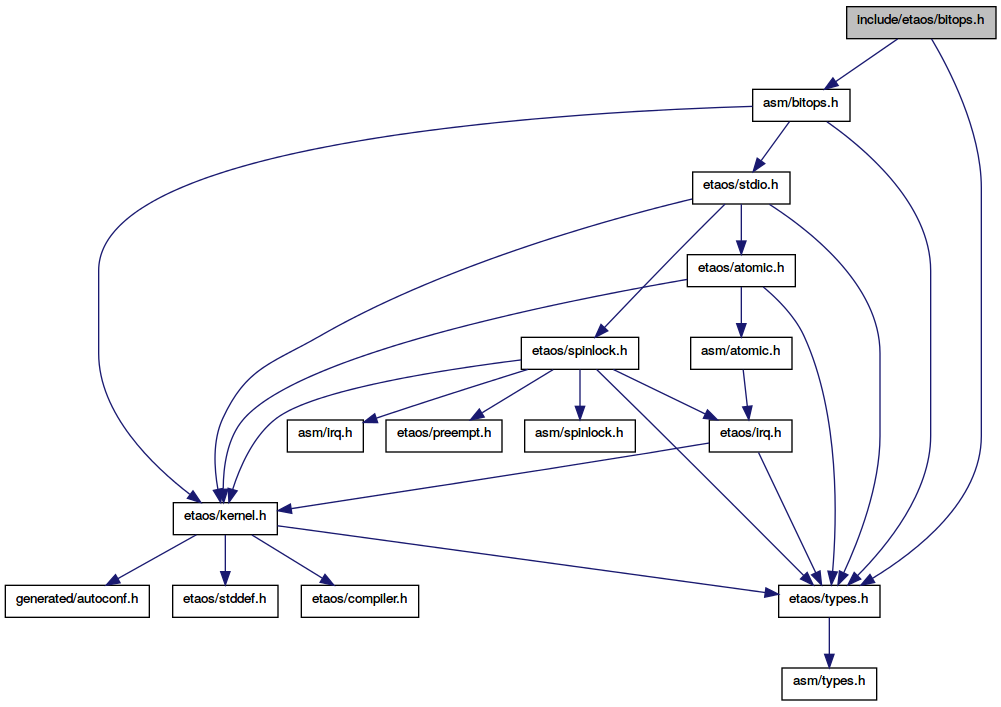 include/etaos/bitops.h
asm/bitops.h
etaos/stdio.h
etaos/atomic.h
etaos/spinlock.h
asm/atomic.h
asm/irq.h
etaos/preempt.h
asm/spinlock.h
etaos/irq.h
etaos/kernel.h
generated/autoconf.h
etaos/stddef.h
etaos/compiler.h
etaos/types.h
asm/types.h